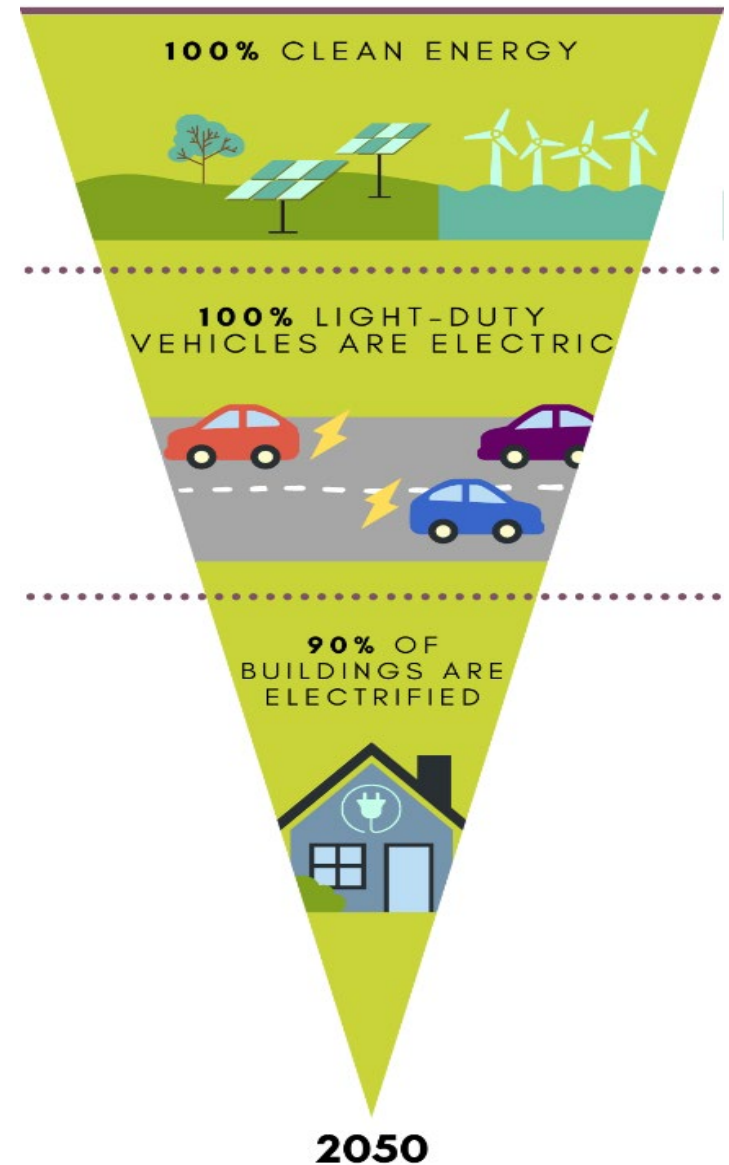 100% CLEAN ENERGY
100% LIGHT-DUTY
VEHICLES ARE ELECTRIC
90% OF
BUILDINGS ARE
ELECTRIFIED
2050